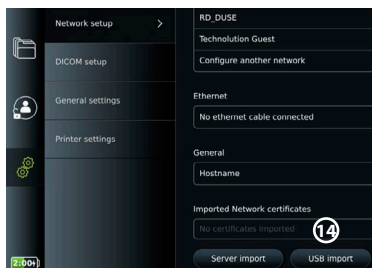 Network setup >
DICOM setup
General settings
Printer settings
RD_DUSE
Technolution Guest
Configure another network
Ethernet
No ethernet cable connected
General
Hostname
Imported Network certificates
No certificates imported
14
Server import
USB import
2:00